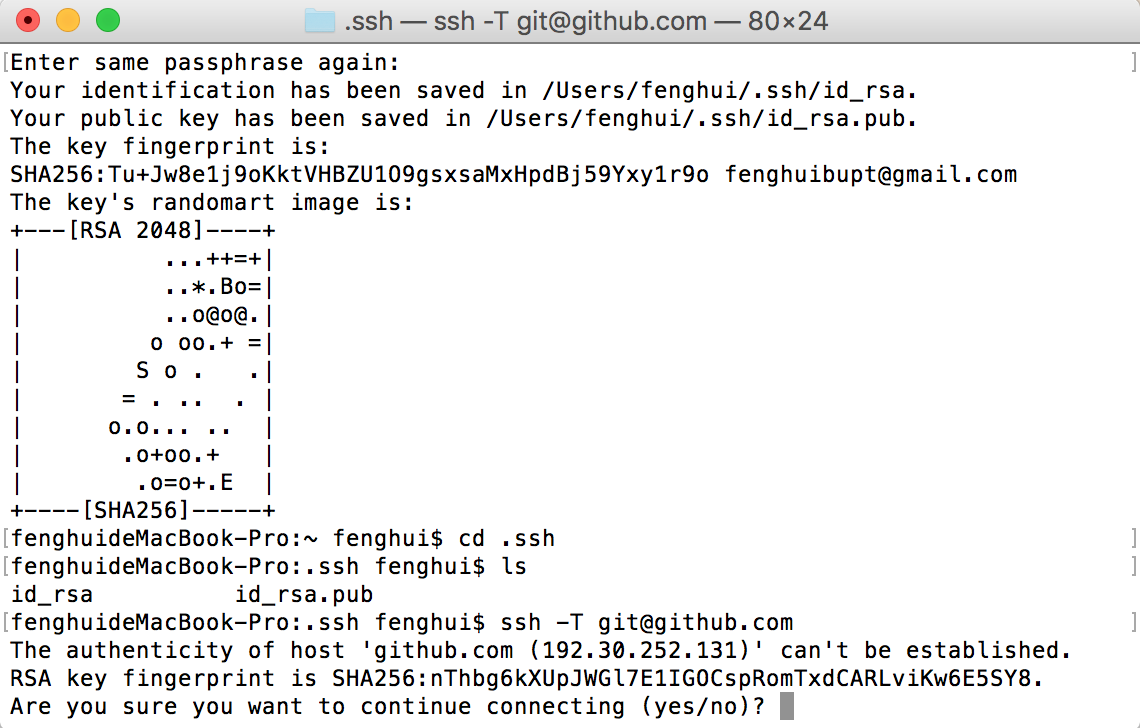 .ssh — ssh -T git@github.com — 80×24
[Enter same passphrase again: ]
Your identification has been saved in /Users/fenghui/.ssh/id_rsa.
Your public key has been saved in /Users/fenghui/.ssh/id_rsa.pub.
The key fingerprint is:
SHA256:Tu+Jw8e1j9oKktVHBZU1O9gsxsaMxHpdBj59Yxy1r9o fenghuibupt@gmail.com
The key's randomart image is:
+---[RSA 2048]----+
|          ...++=+|
|          ..*.Bo=|
|          ..o@o@.|
|         o oo.+ =|
|        S o .   .|
|       = . ..  . |
|      o.o... ..  |
|       .o+oo.+   |
|        .o=o+.E  |
+----[SHA256]-----+
[fenghuideMacBook-Pro:~ fenghui$ cd .ssh ]
[fenghuideMacBook-Pro:.ssh fenghui$ ls ]
id_rsa          id_rsa.pub
[fenghuideMacBook-Pro:.ssh fenghui$ ssh -T git@github.com ]
The authenticity of host 'github.com (192.30.252.131)' can't be established.
RSA key fingerprint is SHA256:nThbg6kXUpJWGl7E1IGOCspRomTxdCARLviKw6E5SY8.
Are you sure you want to continue connecting (yes/no)?